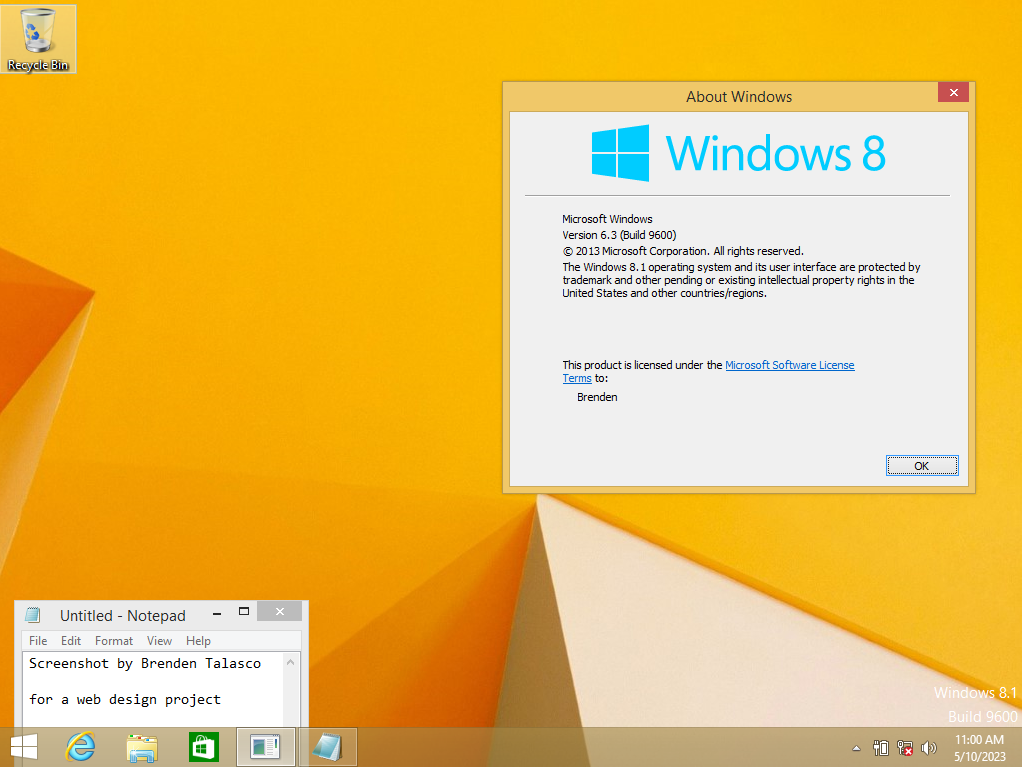 Recycle Bin
About Windows
Windows 8
Microsoft Windows
Version 6.3 (Build 9600)
© 2013 Microsoft Corporation. All rights reserved.
The Windows 8.1 operating system and its user interface are protected by
trademark and other pending or existing intellectual property rights in the
United States and other countries/regions.
This product is licensed under the Microsoft Software License
Terms to:
Brenden
OK
Untitled - Notepad
File Edit Format View Help
Screenshot by Brenden Talasco
for a web design project
Windows 8.1
Build 9600
11:00 AM
5/10/2023